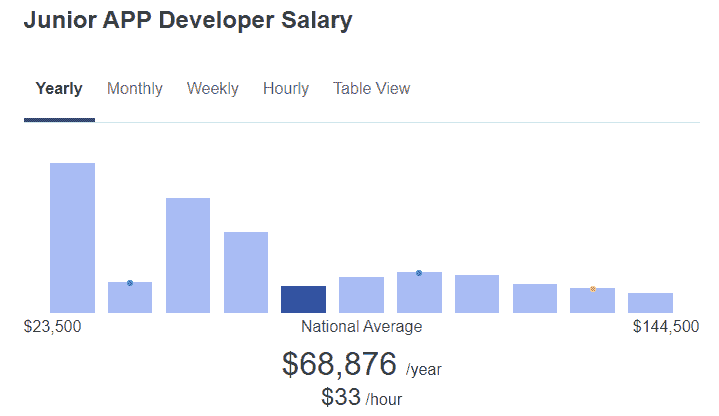 Junior APP Developer Salary
Yearly Monthly Weekly Hourly Table View
$23,500 National Average $144,500
$68,876 /year
$33 /hour